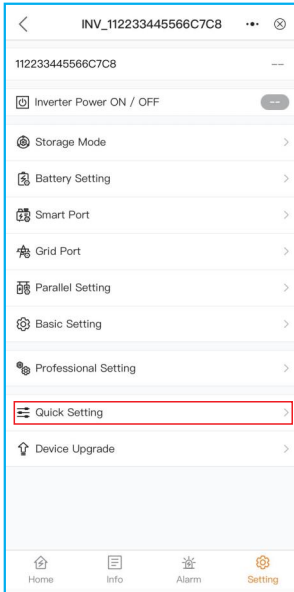 INV_112233445566C7C8
112233445566C7C8 --
Inverter Power ON / OFF --
Storage Mode
Battery Setting
Smart Port
Grid Port
Parallel Setting
Basic Setting
Professional Setting
Quick Setting
Device Upgrade
Home Info Alarm Setting